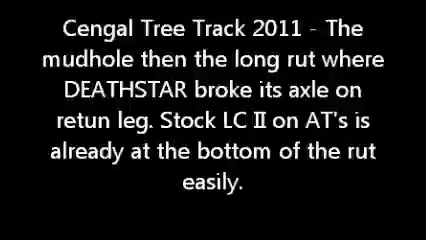 Cengal Tree Track 2011 - The
mudhole then the long rut where
DEATHSTAR broke its axle on
retun leg. Stock LC II on AT's is
already at the bottom of the rut
easily.